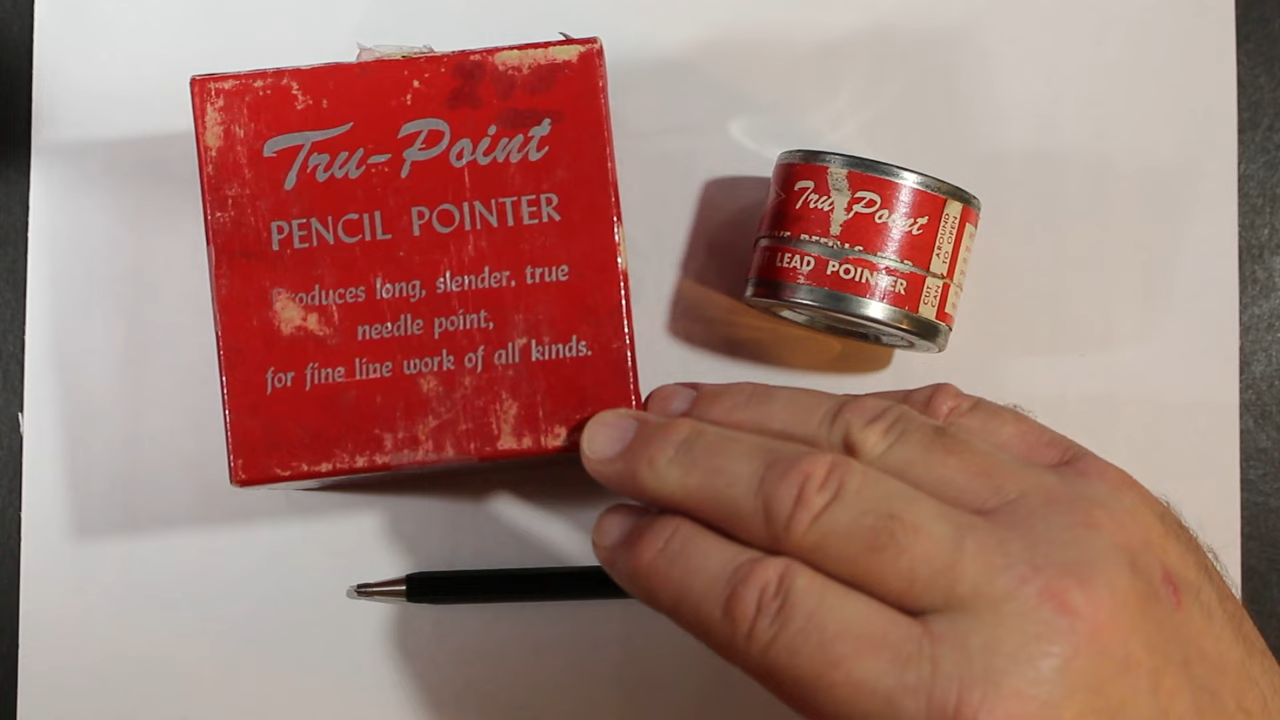 Tru-Point
PENCIL POINTER
Produces long, slender, true
needle point,
for fine line work of all kinds.
Tru-Point
LEAD POINTER
CUT CAN
AROUND
TO OPEN